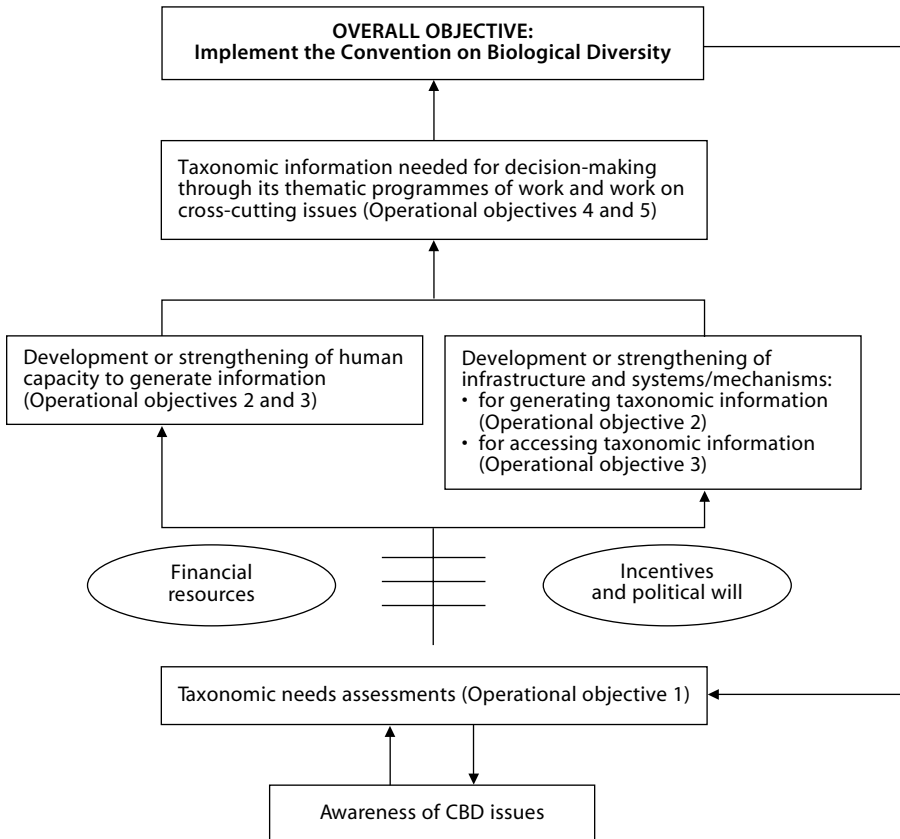 OVERALL OBJECTIVE:
Implement the Convention on Biological Diversity
Taxonomic information needed for decision-making
through its thematic programmes of work and work on
cross-cutting issues (Operational objectives 4 and 5)
Development or strengthening of human
capacity to generate information
(Operational objectives 2 and 3)
Development or strengthening of
infrastructure and systems/mechanisms:
• for generating taxonomic information
(Operational objective 2)
• for accessing taxonomic information
(Operational objective 3)
Financial
resources
Incentives
and political will
Taxonomic needs assessments (Operational objective 1)
Awareness of CBD issues